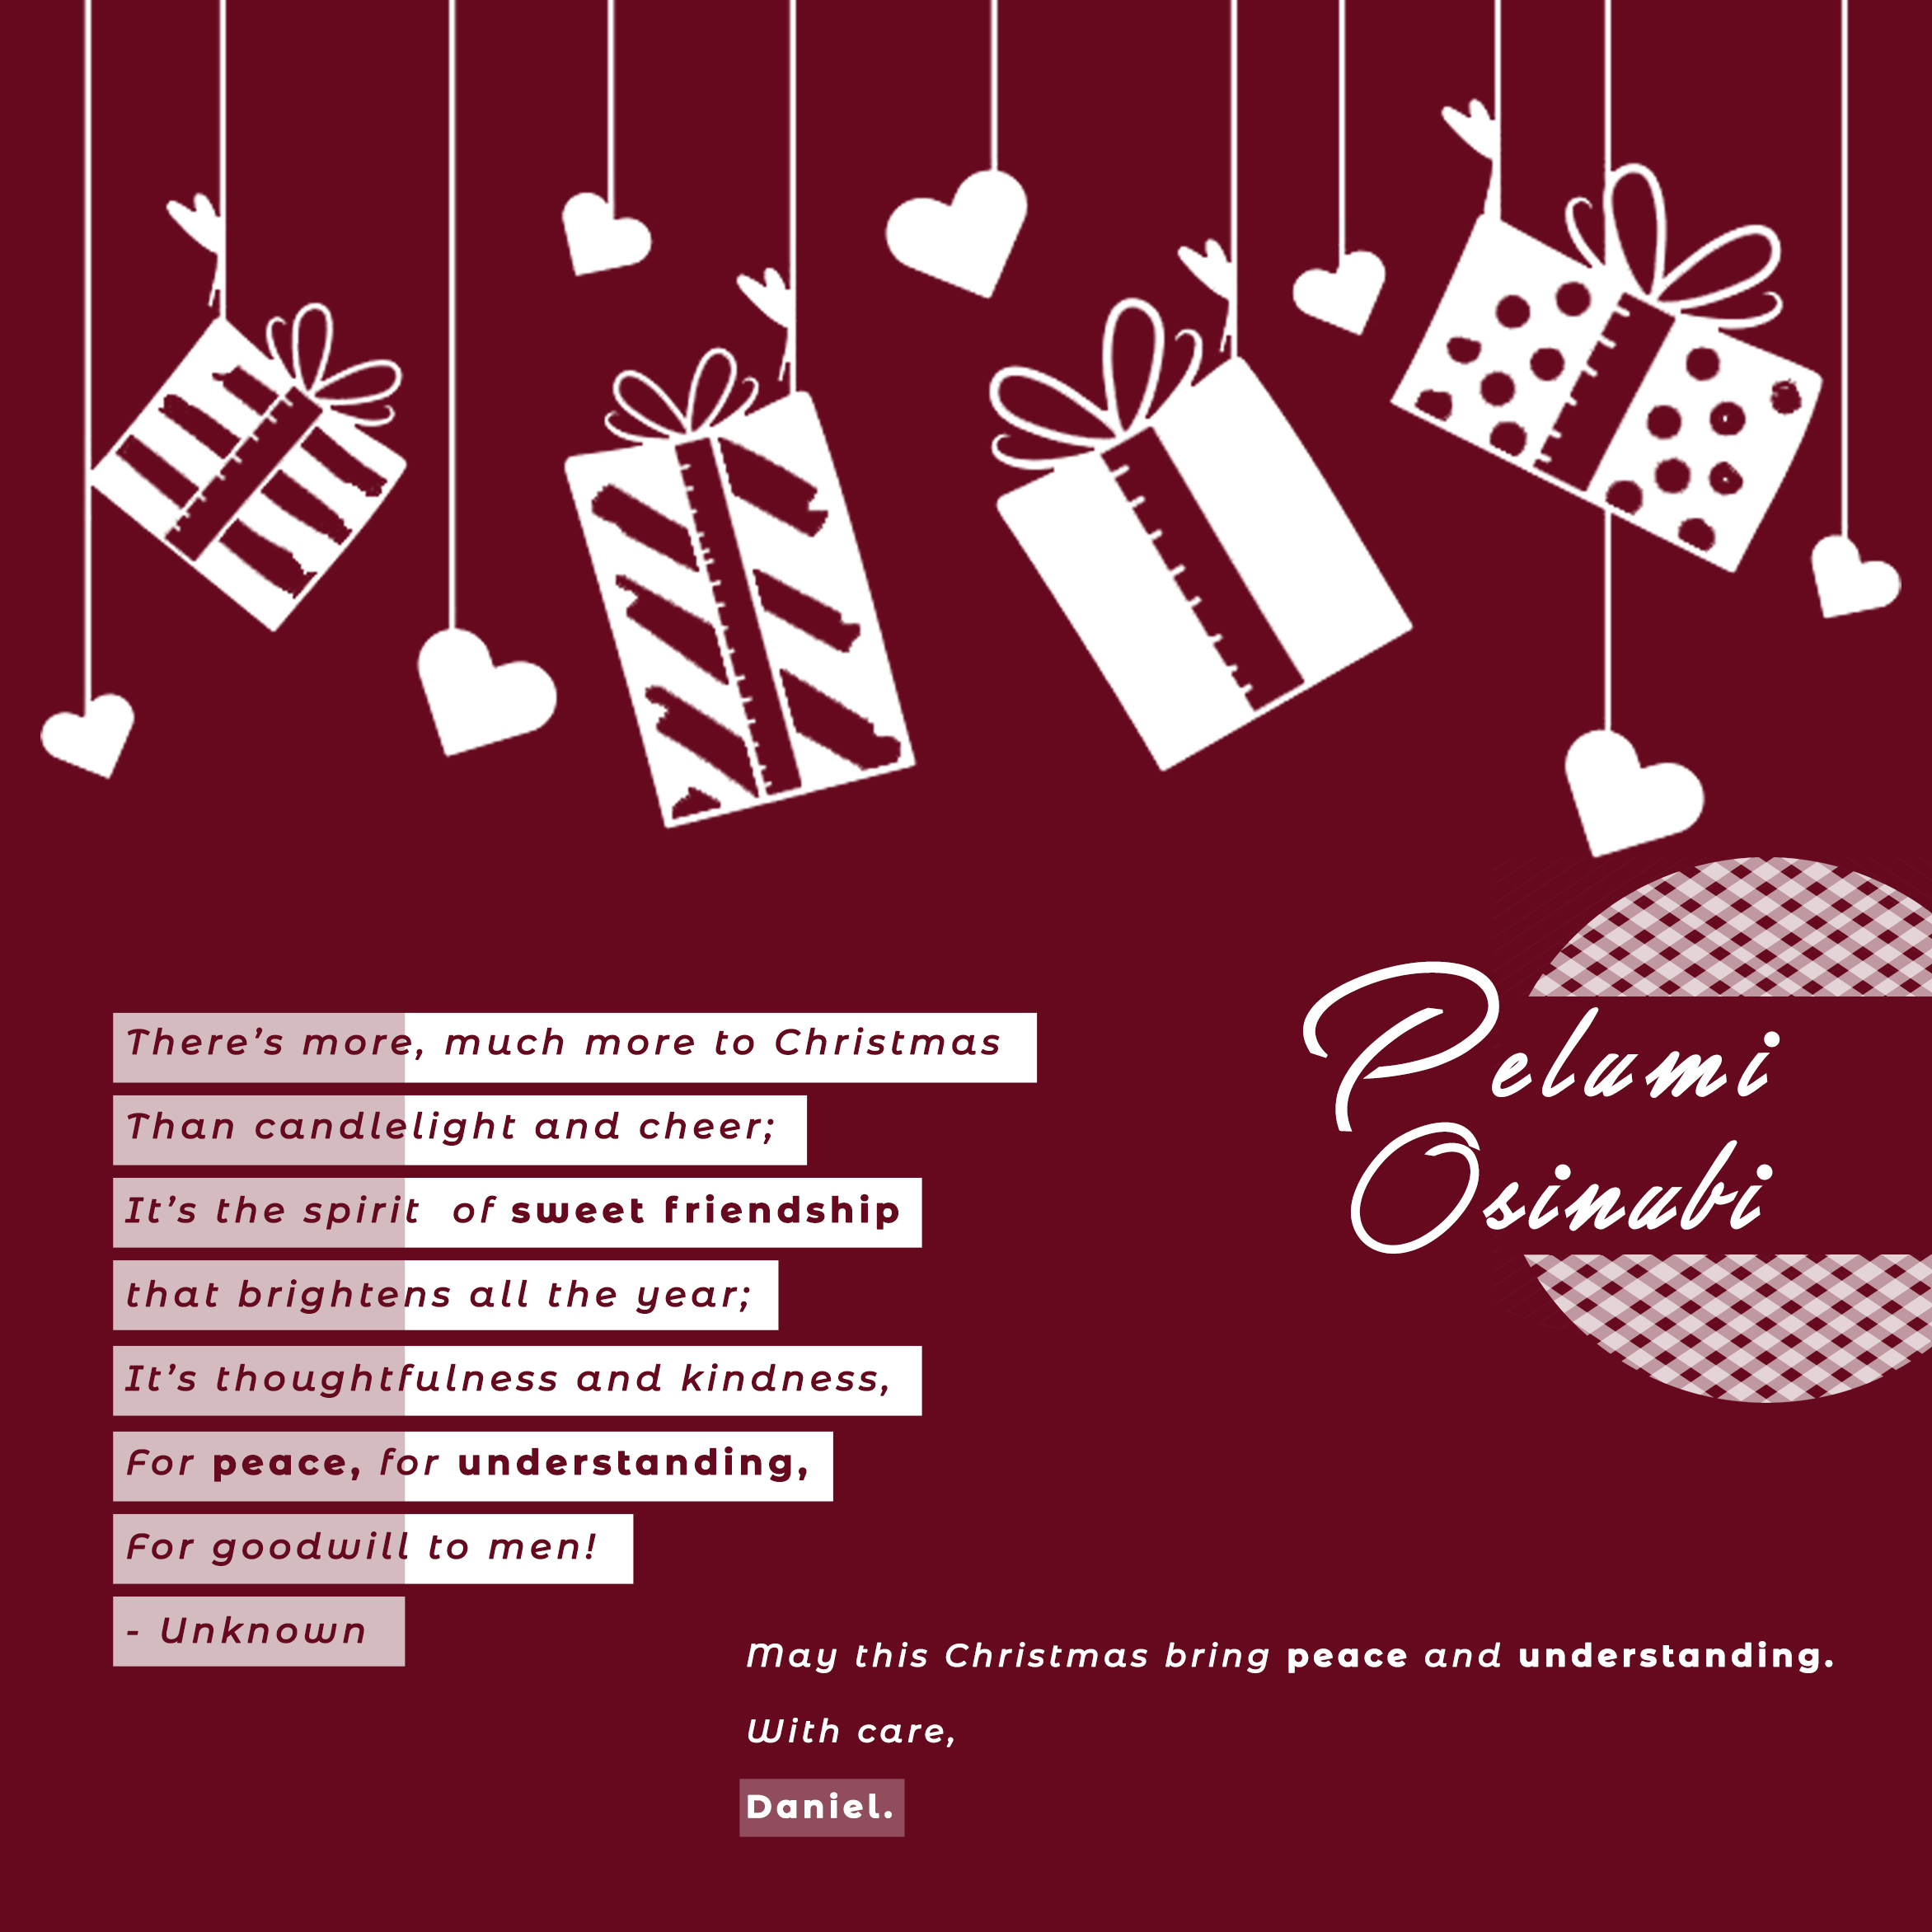 Pelumi
Osinubi
There's more, much more to Christmas
Than candlelight and cheer;
It's the spirit of sweet friendship
that brightens all the year;
It's thoughtfulness and kindness,
For peace, for understanding,
For goodwill to men!
- Unknown
May this Christmas bring peace and understanding.
With care,
Daniel.